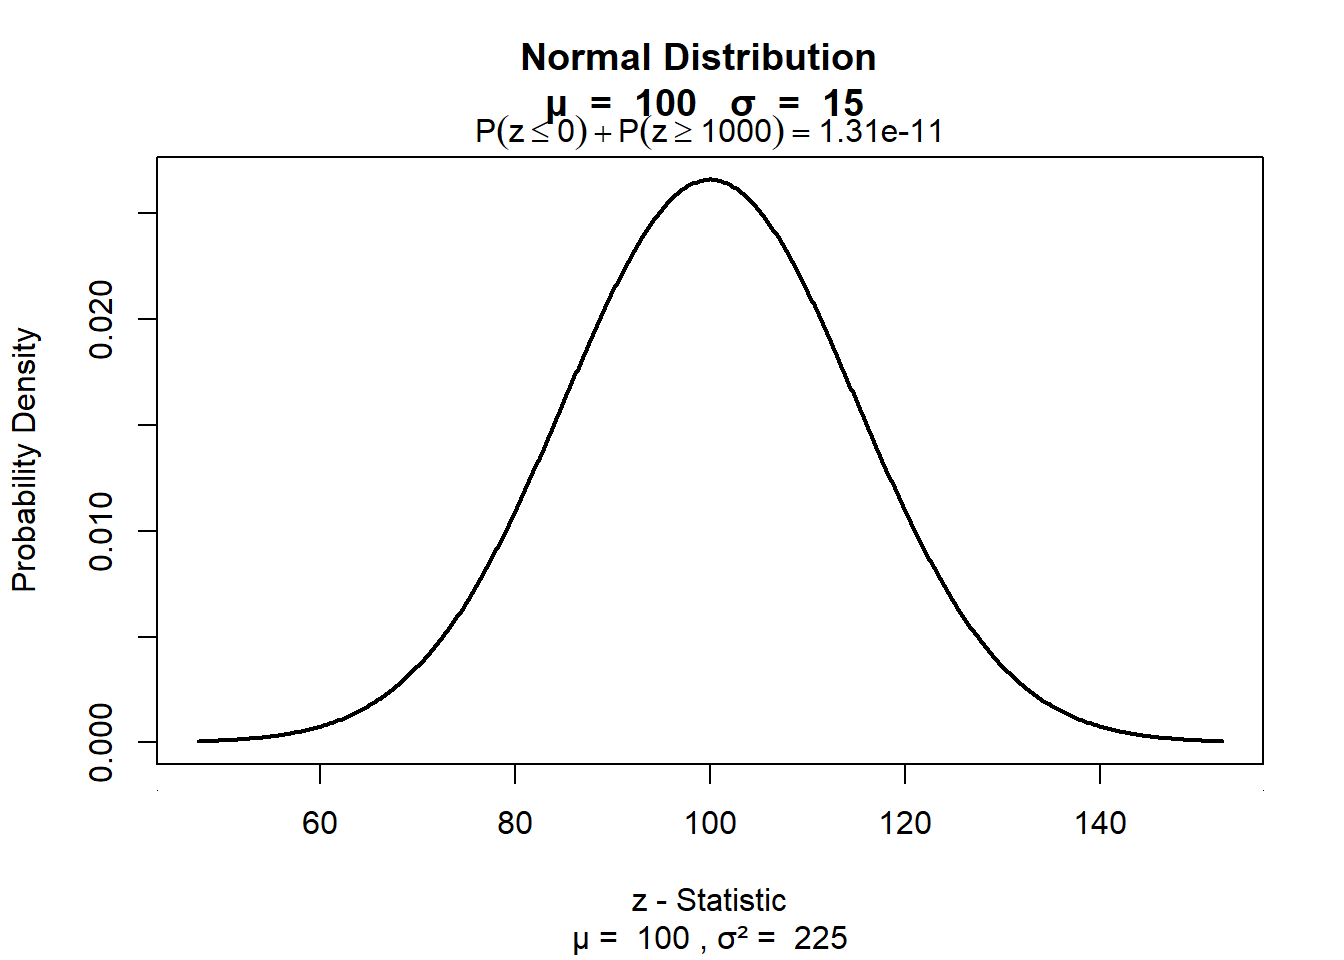 Normal Distribution
μ = 100 σ = 15
P(z ≤ 0) + P(z ≥ 1000) = 1.31e-11
Probability Density
0.020
0.010
0.000
60 80 100 120 140
z - Statistic
μ = 100 , σ² = 225